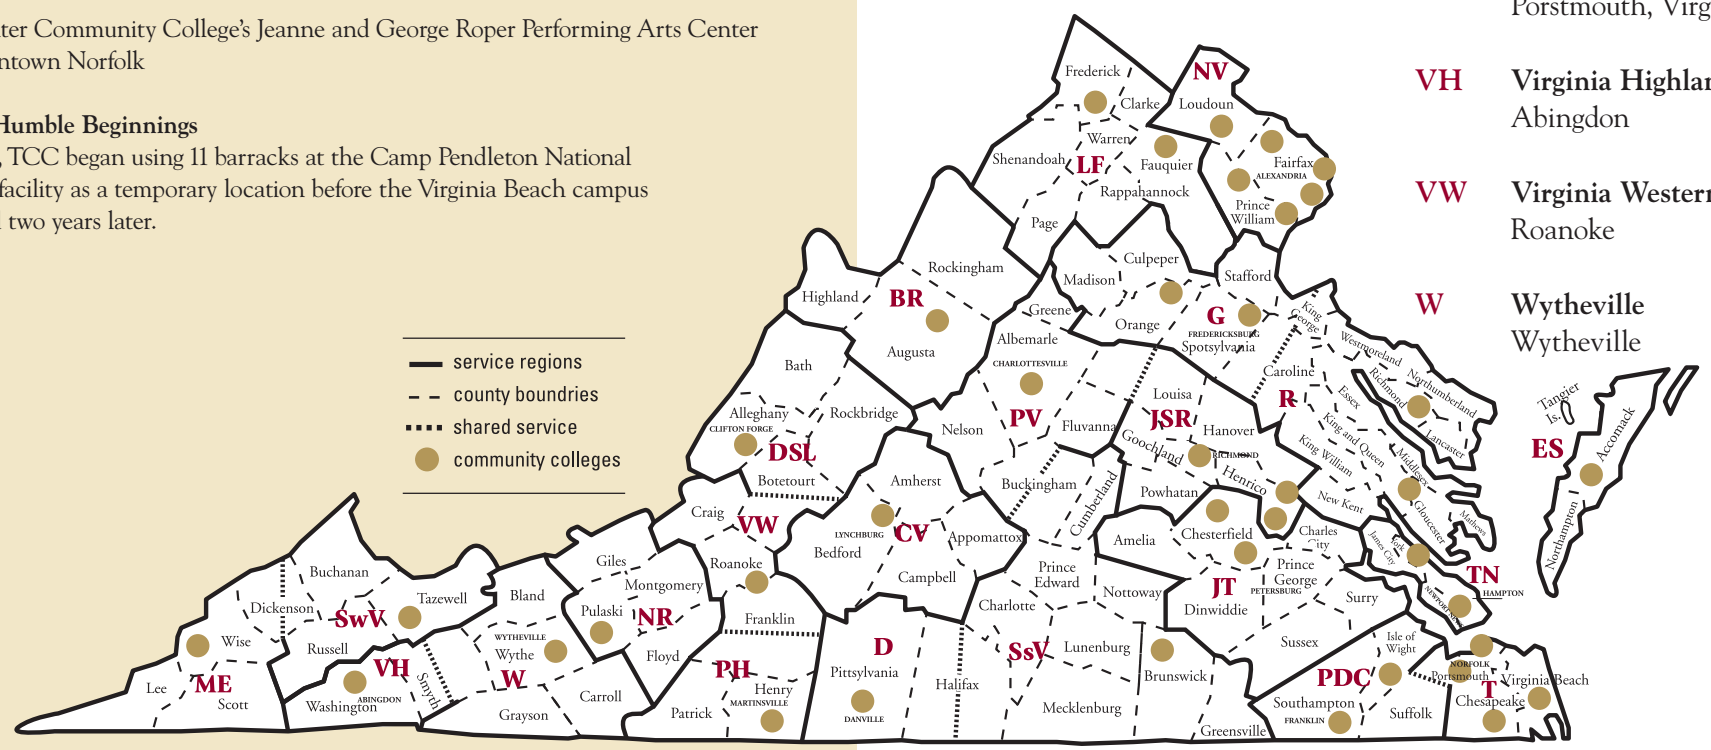 ter Community College's Jeanne and George Roper Performing Arts Center
ntown Norfolk
Humble Beginnings
, TCC began using 11 barracks at the Camp Pendleton National
facility as a temporary location before the Virginia Beach campus
two years later.
service regions
county boundries
shared service
community colleges
Porstmouth, Virg
VH Virginia Highlan
Abingdon
VW Virginia Western
Roanoke
W Wytheville
Wytheville
Frederick
Clarke
NV
Loudoun
Warren
Shenandoah
LF
Fauquier
Fairfax
ALEXANDRIA
Rappahannock
Prince
William
Page
Culpeper
Madison
Stafford
Rockingham
Highland
BR
Greene
Orange
G
FREDERICKSBURG
Spotsylvania
King
George
Westmoreland
Augusta
Albemarle
CHARLOTTESVILLE
Bath
Caroline
Richmond
Northumberland
Essex
Louisa
R
Alleghany
CLIFTON FORGE
Rockbridge
DSL
Nelson
PV
Fluvanna
JSR
Goochland
Hanover
RICHMOND
Henrico
King and Queen
King William
Lancaster
Middlesex
Tangier
Is.
ES
Accomack
Northampton
Botetourt
Amherst
Buckingham
Cumberland
Powhatan
New Kent
Gloucester
Mathews
Craig
VW
LYNCHBURG
CV
Appomattox
Bedford
Amelia
Chesterfield
Charles
City
James City
York
Giles
Roanoke
Campbell
Prince
Edward
Prince
George
JT
PETERSBURG
TN
HAMPTON
NEWPORT NEWS
Buchanan
Montgomery
Bland
Tazewell
Dickenson
SwV
Pulaski
NR
Franklin
Charlotte
Nottoway
Dinwiddie
Surry
Wise
Russell
WYTHEVILLE
Wythe
Floyd
D
SsV
Lunenburg
Sussex
Isle of
Wight
NORFOLK
Portsmouth
Virginia Beach
Lee
ME
Scott
VH
ABINGDON
Washington
Smyth
W
Carroll
Grayson
PH
Henry
MARTINSVILLE
Patrick
Pittsylvania
DANVILLE
Halifax
Mecklenburg
Brunswick
Greensville
PDC
Southampton
FRANKLIN
Suffolk
T
Chesapeake